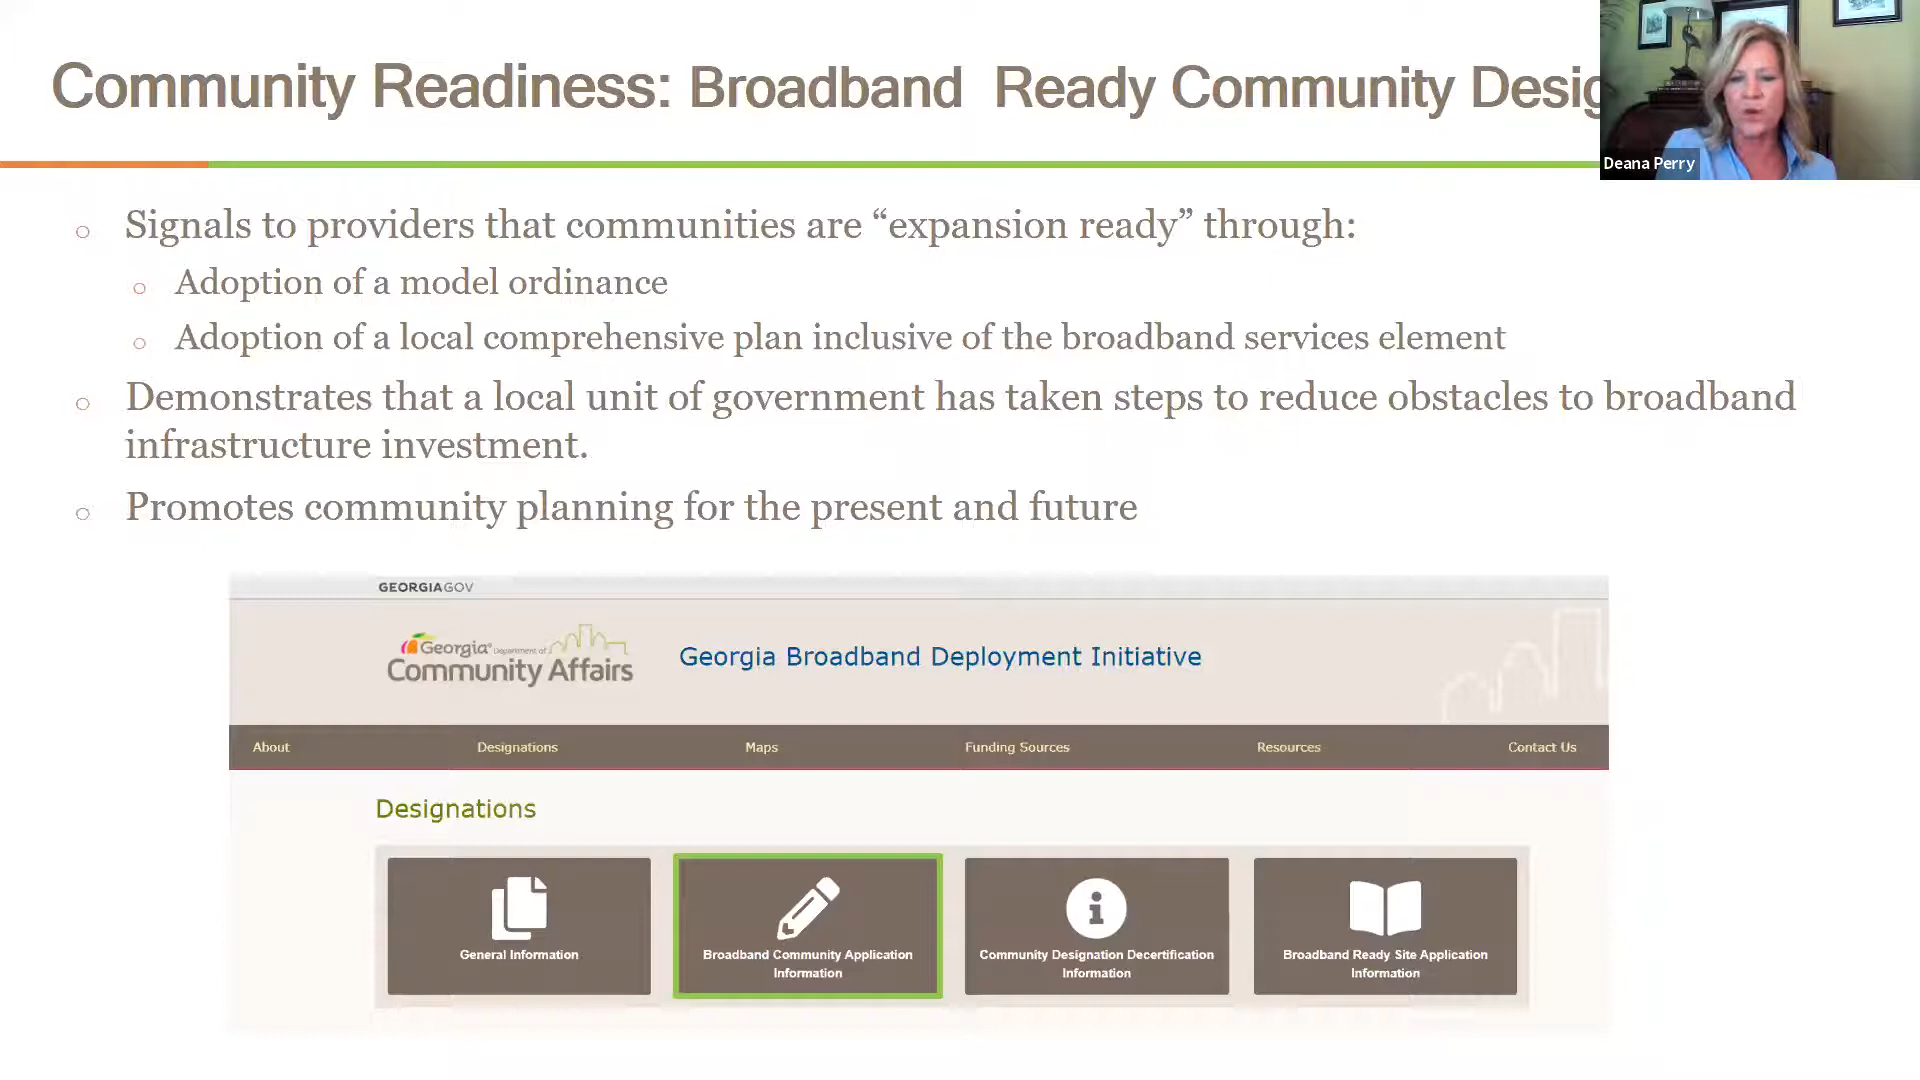 Community Readiness: Broadband Ready Community Desig
Deana Perry
Signals to providers that communities are “expansion ready” through:
Adoption of a model ordinance
Adoption of a local comprehensive plan inclusive of the broadband services element
Demonstrates that a local unit of government has taken steps to reduce obstacles to broadband
infrastructure investment.
Promotes community planning for the present and future
GEORGIAGOV
Georgia® Department of
Community Affairs
Georgia Broadband Deployment Initiative
About Designations Maps Funding Sources Resources Contact Us
Designations
General Information
Broadband Community Application
Information
Community Designation Decertification
Information
Broadband Ready Site Application
Information